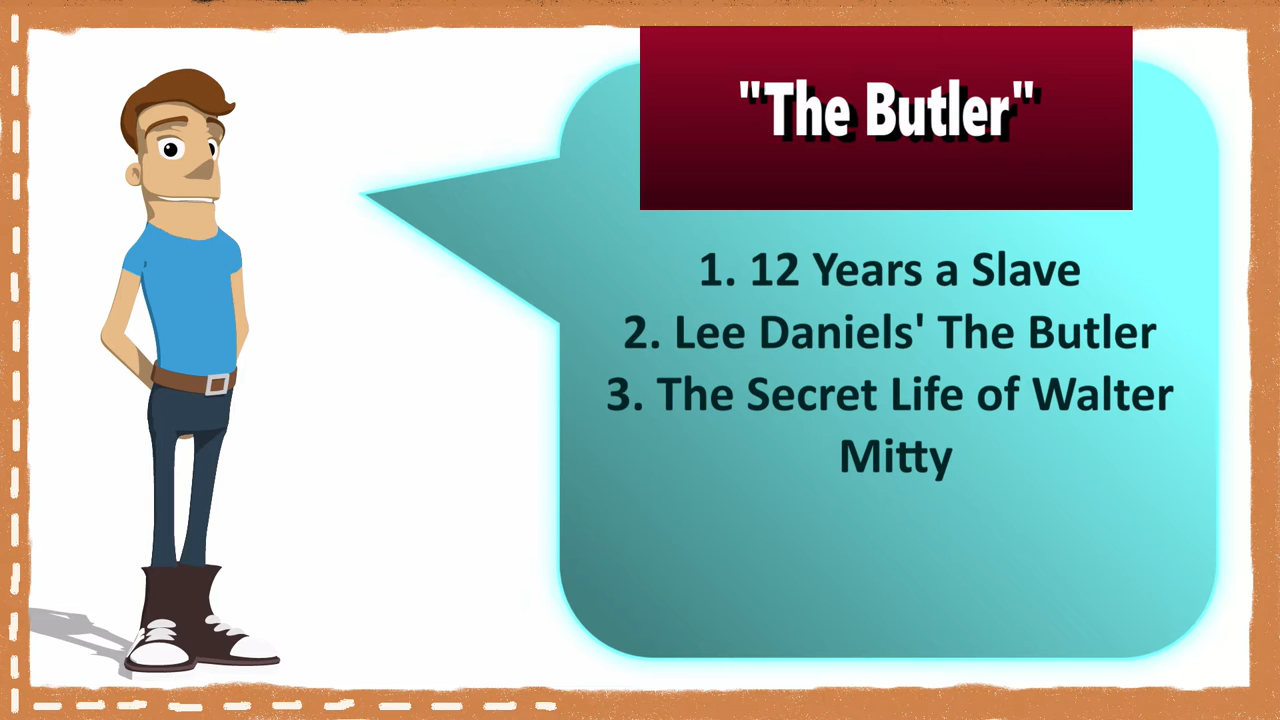 "The Butler"
1. 12 Years a Slave
2. Lee Daniels' The Butler
3. The Secret Life of Walter
Mitty